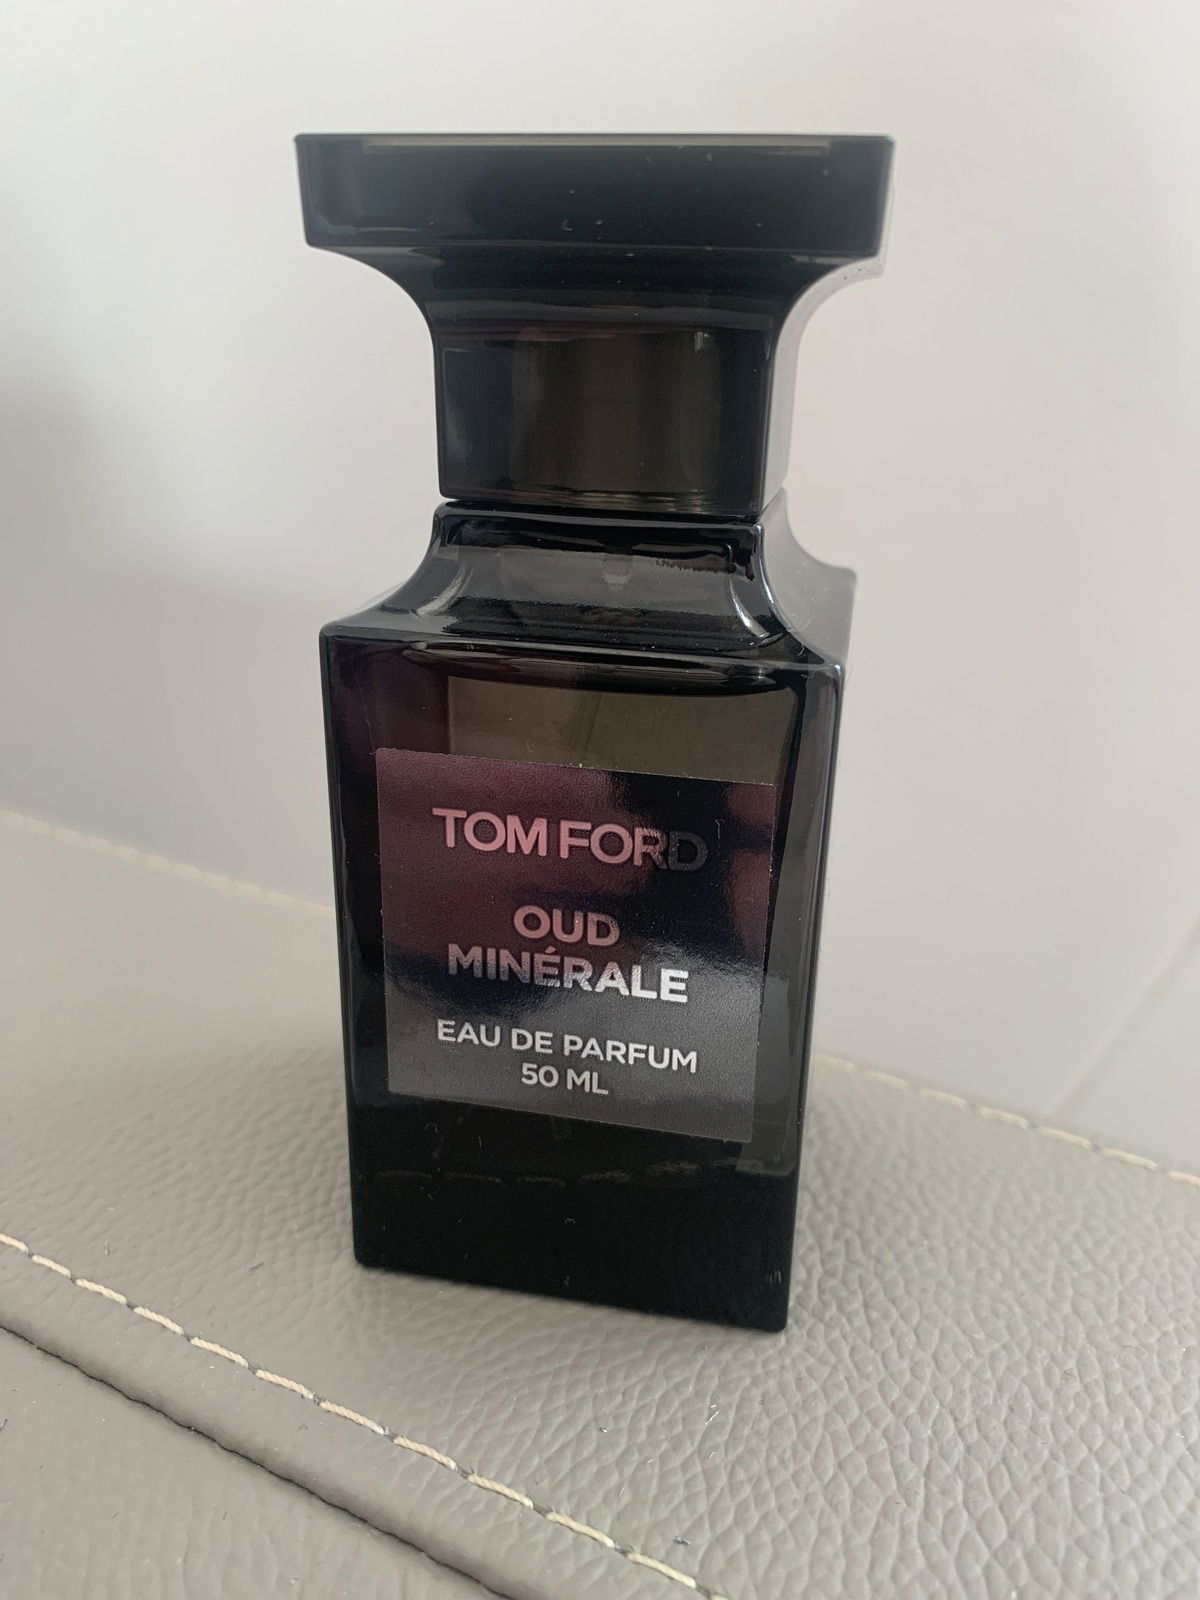 TOM FORD
OUD
MINÉRALE
EAU DE PARFUM
50 ML